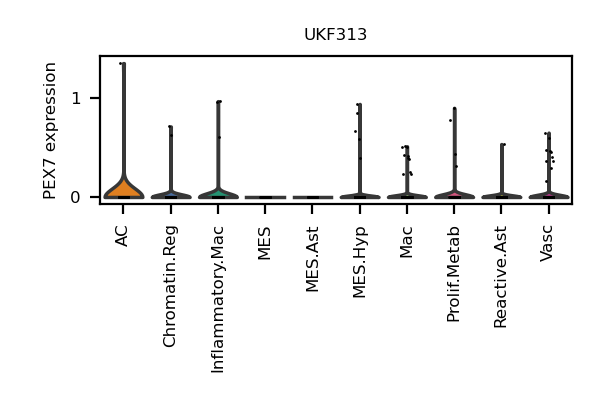 UKF313
PEX7 expression
1
0
AC
Chromatin.Reg
Inflammatory.Mac
MES
MES.Ast
MES.Hyp
Mac
Prolif.Metab
Reactive.Ast
Vasc